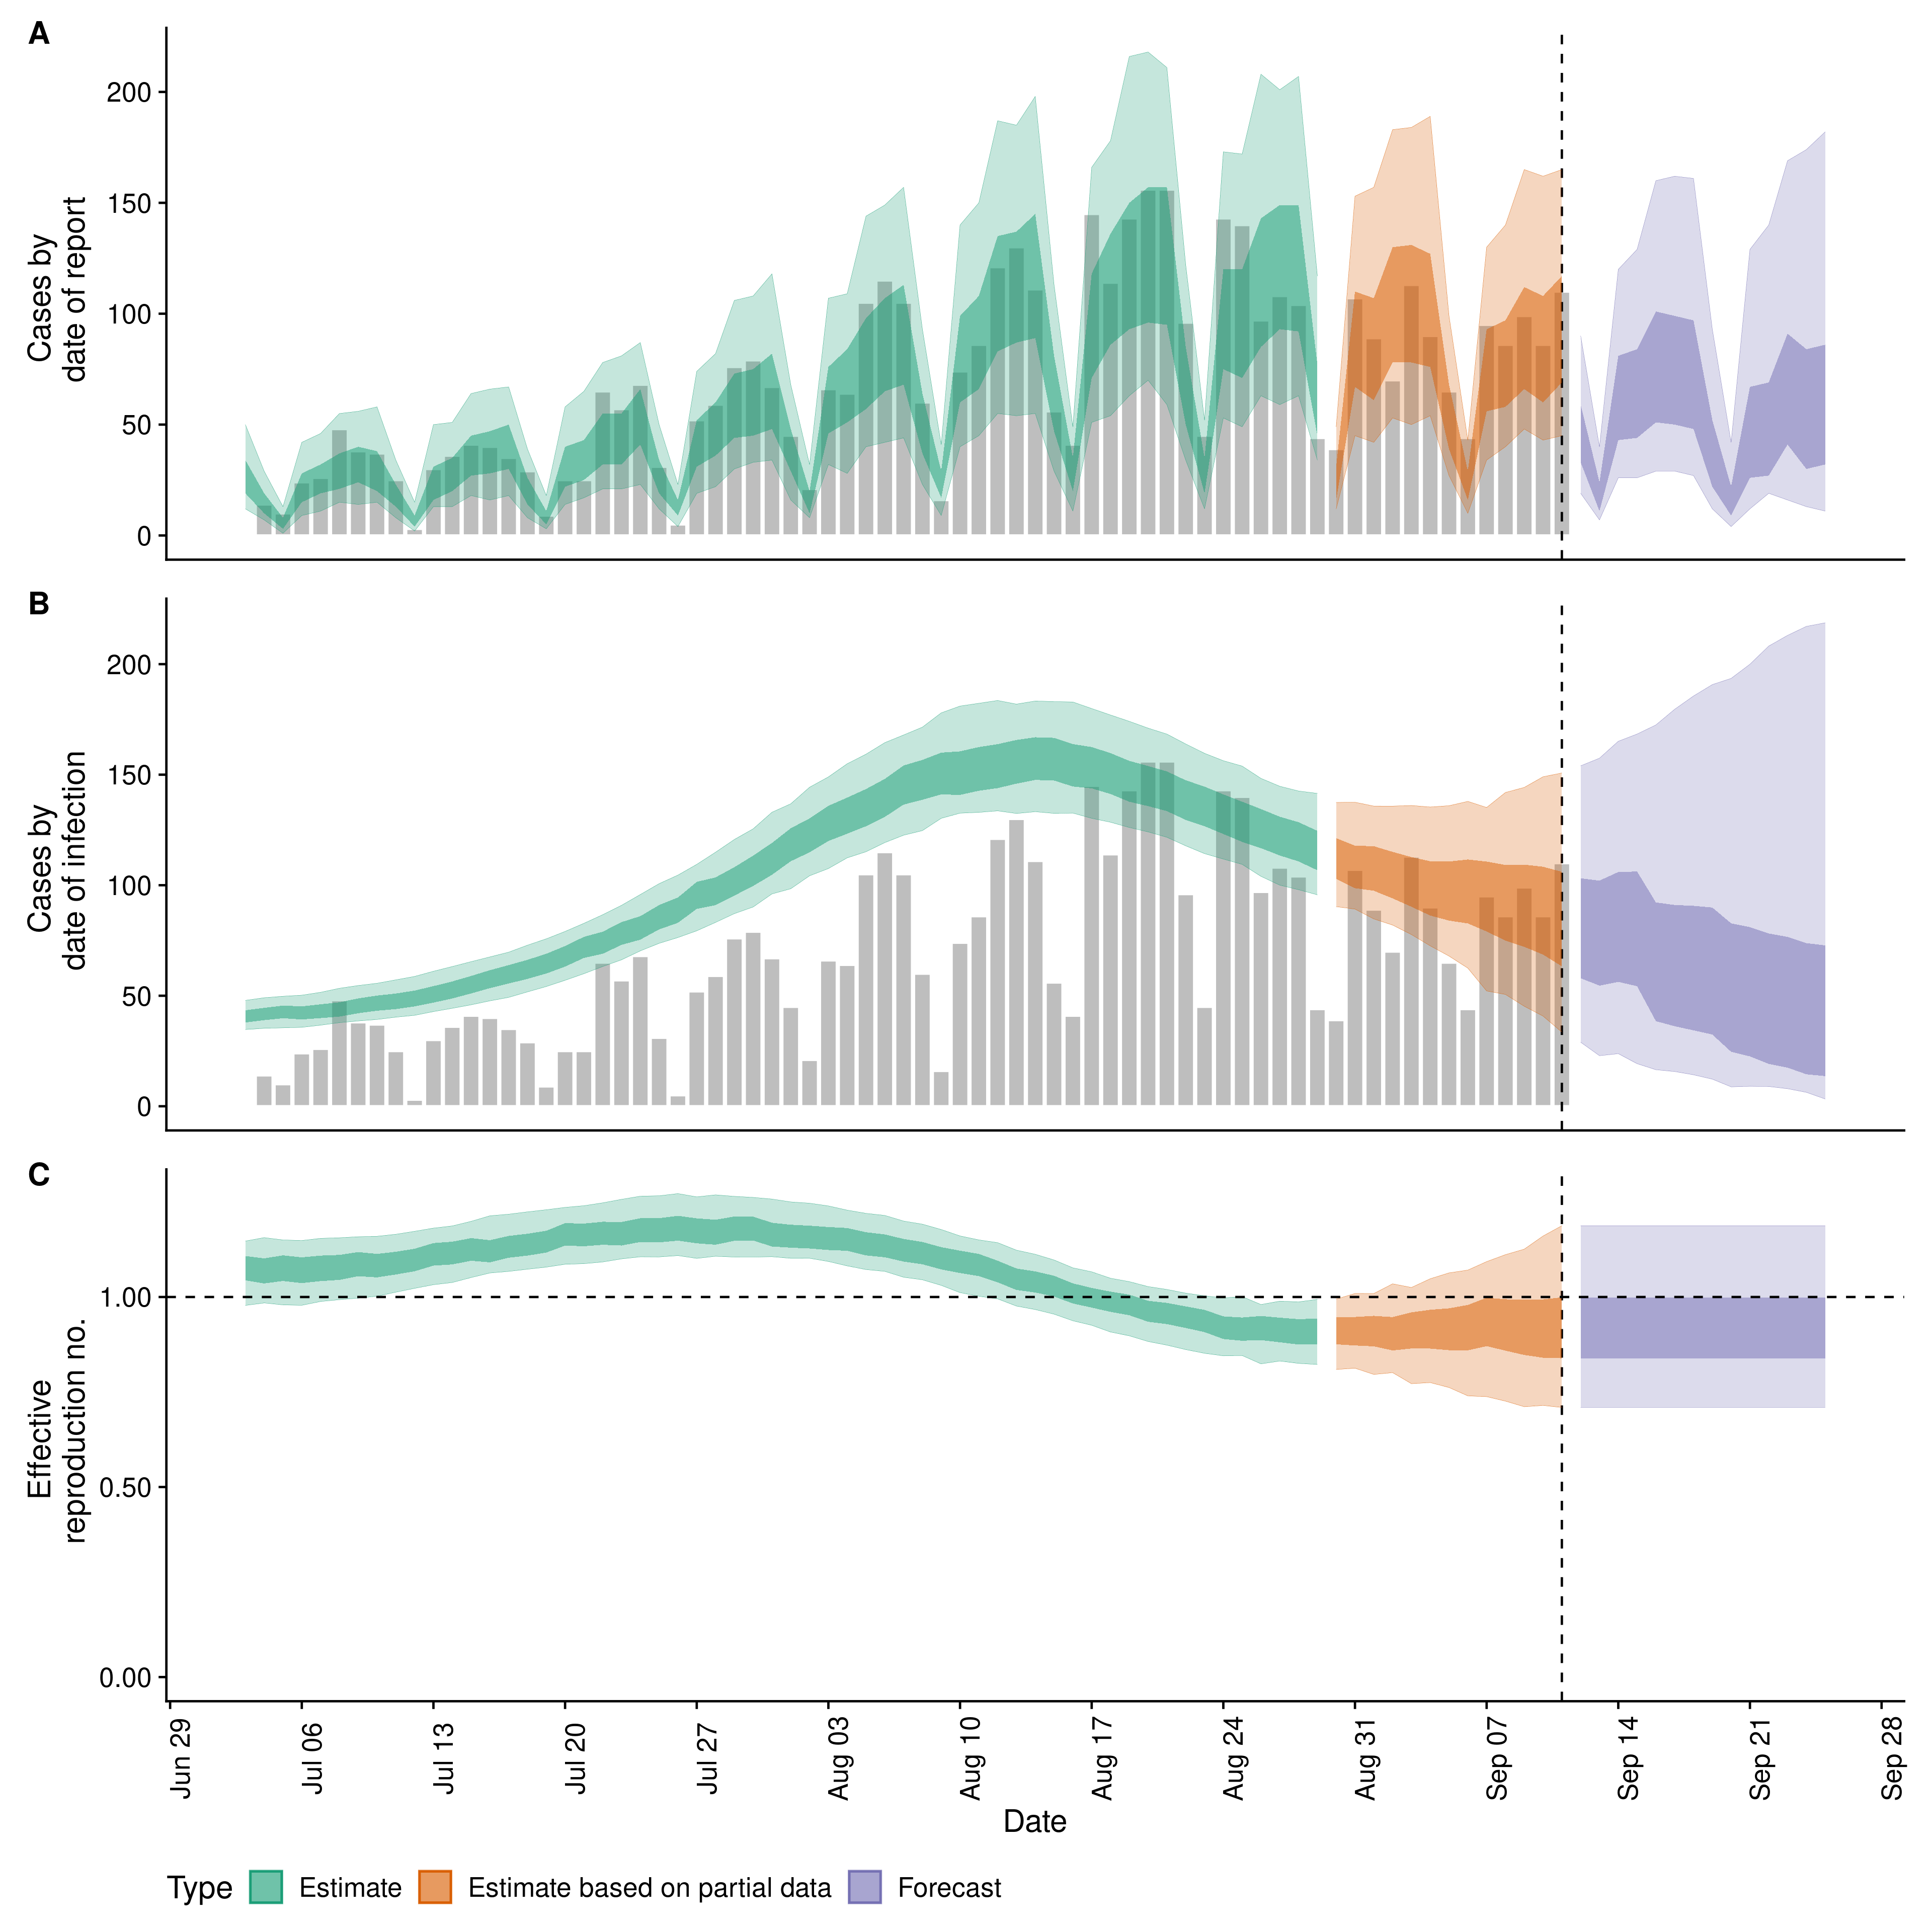 A
Cases by
date of report
200
150
100
50
0
B
Cases by
date of infection
200
150
100
50
0
C
Effective
reproduction no.
1.00
0.50
0.00
Jun 29
Jul 06
Jul 13
Jul 20
Jul 27
Aug 03
Aug 10
Aug 17
Aug 24
Aug 31
Sep 07
Sep 14
Sep 21
Sep 28
Date
Type Estimate Estimate based on partial data Forecast